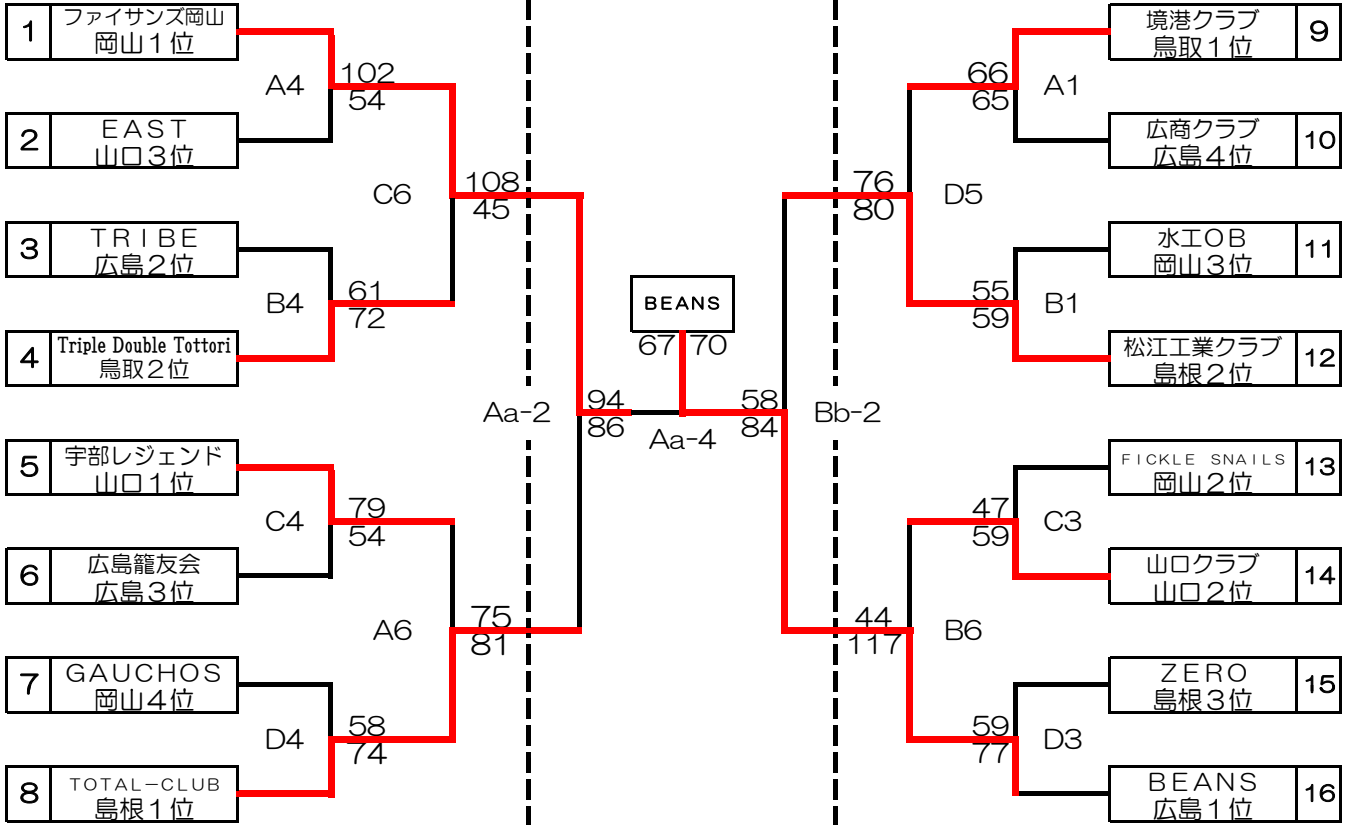 1
ファイサンズ岡山
岡山1位
2
EAST
山口3位
A4
102
54
3
TRIBE
広島2位
4
Triple Double Tottori
鳥取2位
B4
61
72
C6
108
45
5
宇部レジェンド
山口1位
6
広島籠友会
広島3位
C4
79
54
7
GAUCHOS
岡山4位
8
TOTAL-CLUB
島根1位
D4
58
74
A6
75
81
Aa-2
94
86
BEANS
67 70
Aa-4
58
84
Bb-2
76
80
D5
66
65
A1
境港クラブ
鳥取1位
9
広商クラブ
広島4位
10
55
59
B1
水工OB
岡山3位
11
松江工業クラブ
島根2位
12
44
117
B6
47
59
C3
FICKLE SNAILS
岡山2位
13
山口クラブ
山口2位
14
59
77
D3
ZERO
島根3位
15
BEANS
広島1位
16